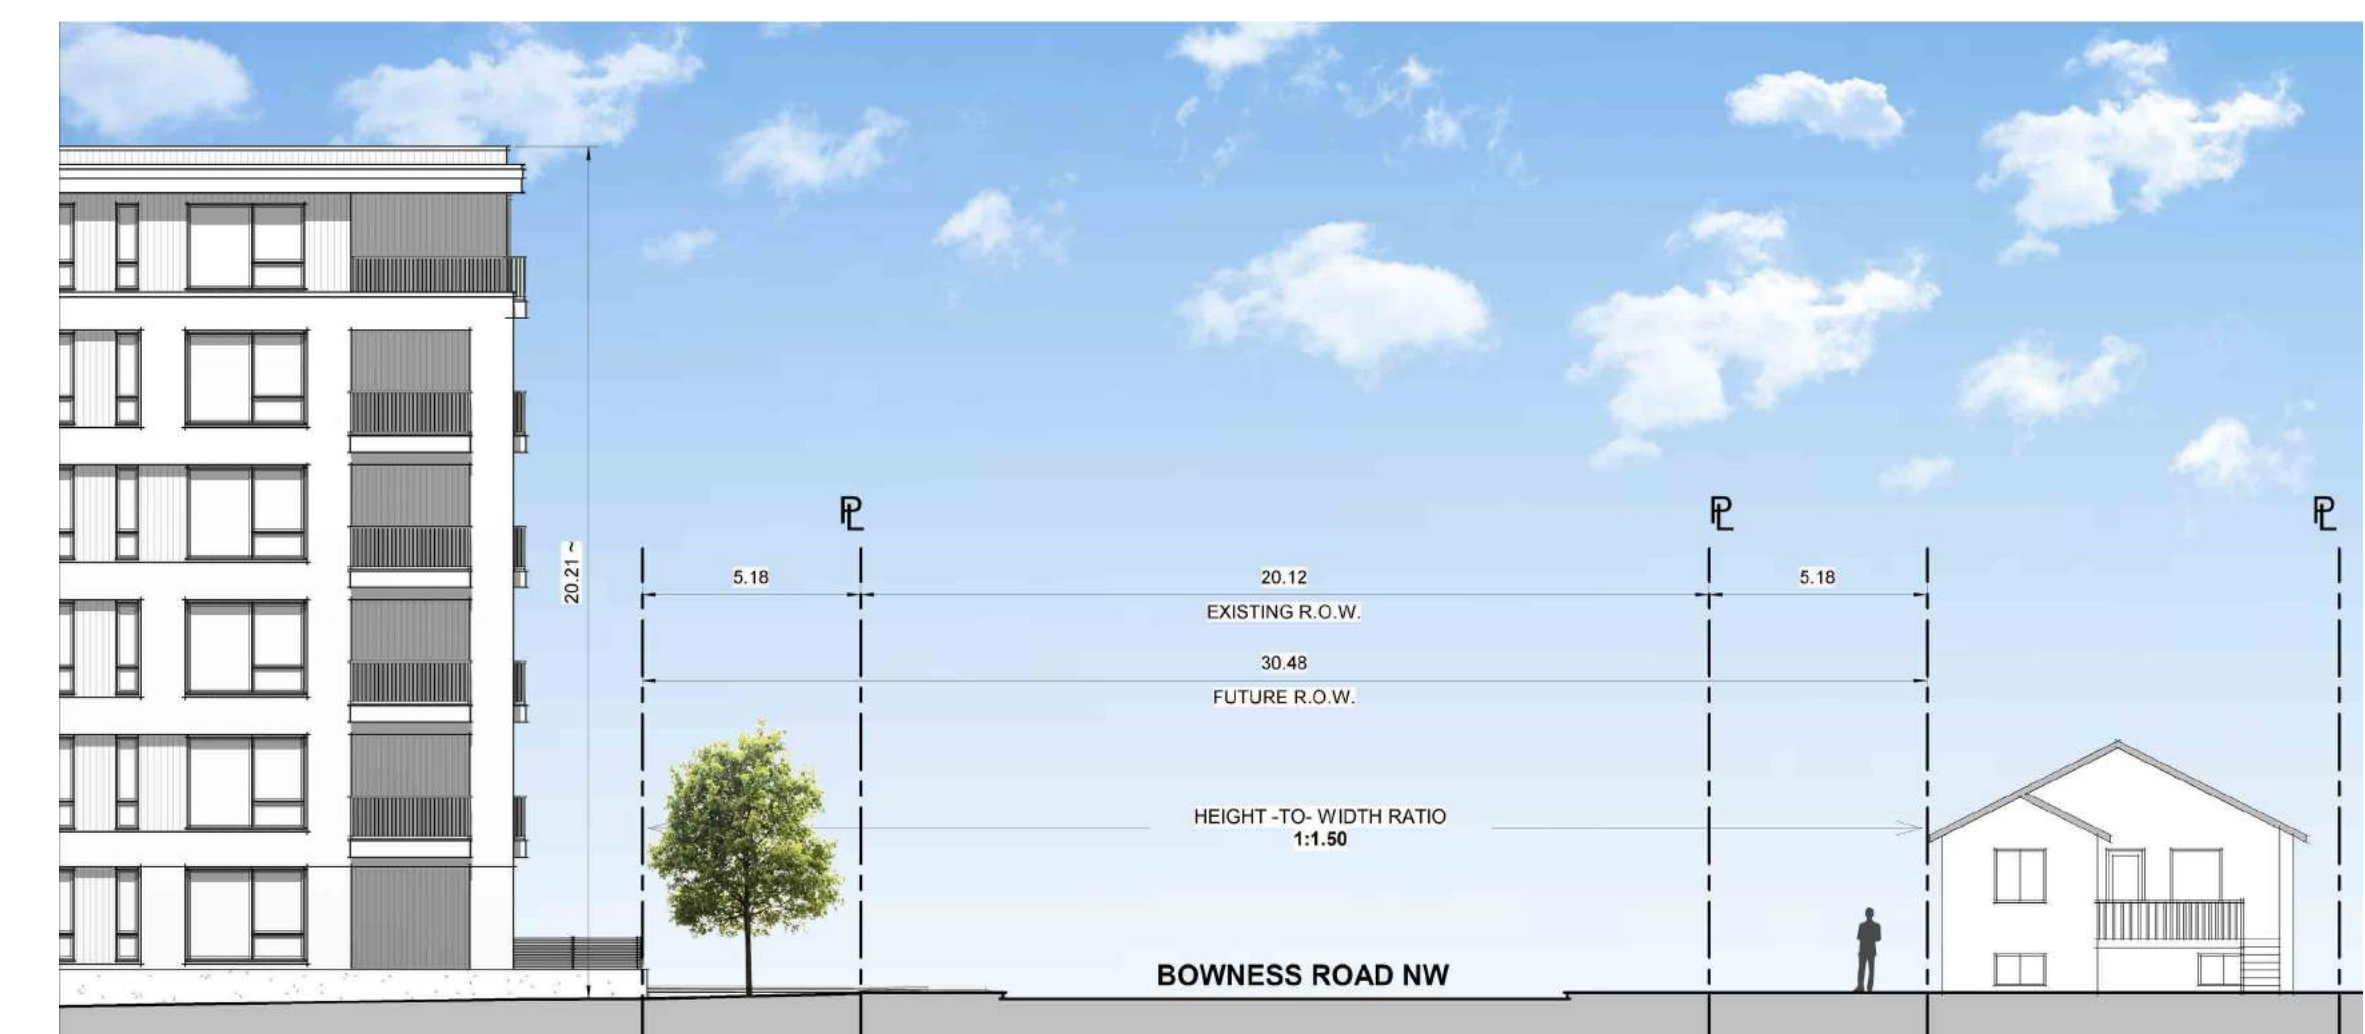 PL
PL
PL
20.21 ~
5.18
20.12
5.18
EXISTING R.O.W.
30.48
FUTURE R.O.W.
HEIGHT -TO- WIDTH RATIO
1:1.50
BOWNESS ROAD NW